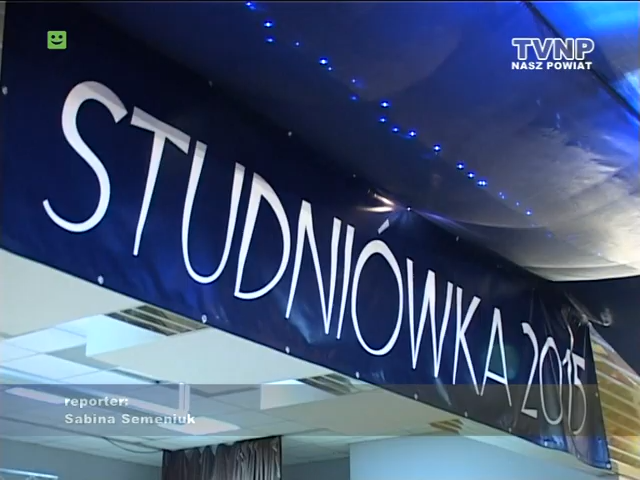 TVNP
NASZ POWIAT
STUDNIÓWKA 2015
reporter:
Sabina Semeniuk